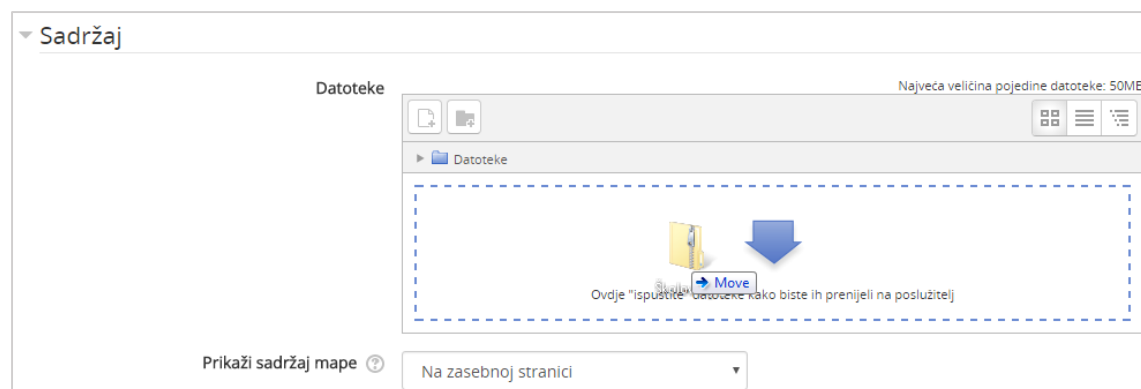 Sadržaj
Datoteke
Najveća veličina pojedine datoteke: 50MB
Datoteke
Move
Ovdje "ispustite" datoteke kako biste ih prenijeli na poslužitelj
Prikaži sadržaj mape
Na zasebnoj stranici